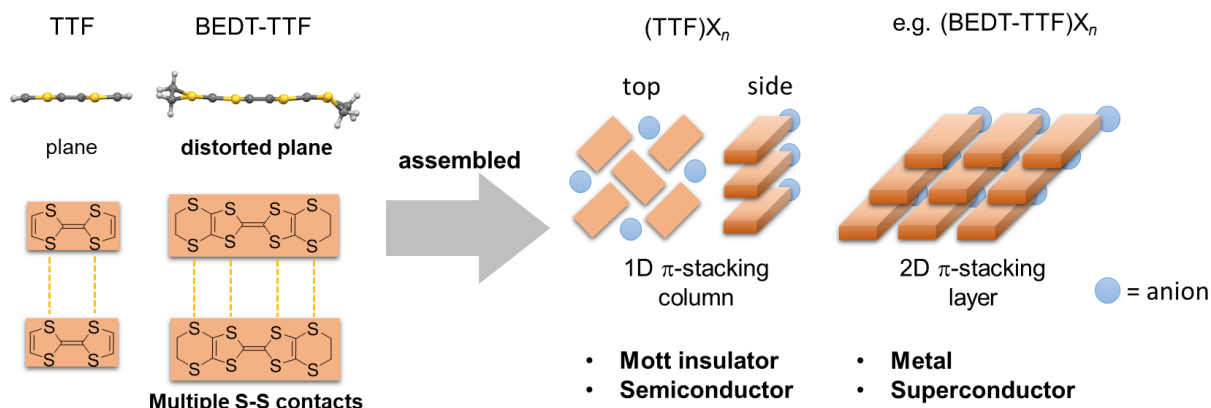 TTF
BEDT-TTF
plane
distorted plane
S S
S S
S S
S S
S S S S
S S S S
S S S S
S S S S
Multiple S-S contacts
assembled
(TTF)Xn
e.g. (BEDT-TTF)Xn
top
side
1D π-stacking
column
2D π-stacking
layer
= anion
• Mott insulator
• Semiconductor
• Metal
• Superconductor